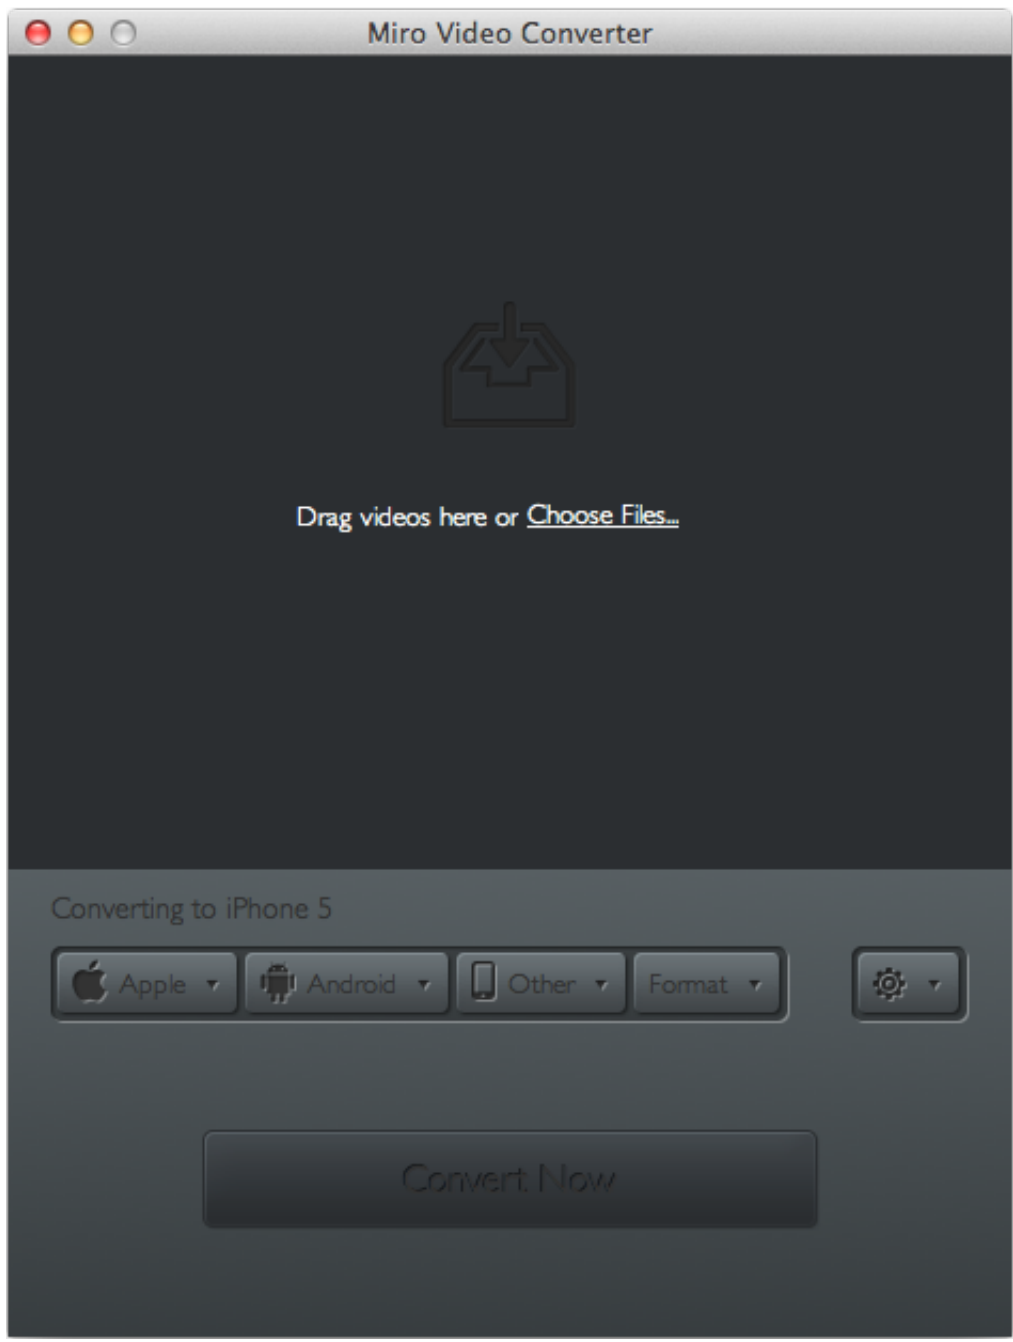 Miro Video Converter
Drag videos here or Choose Files...
Converting to iPhone 5
Apple Android Other Format
Convert Now